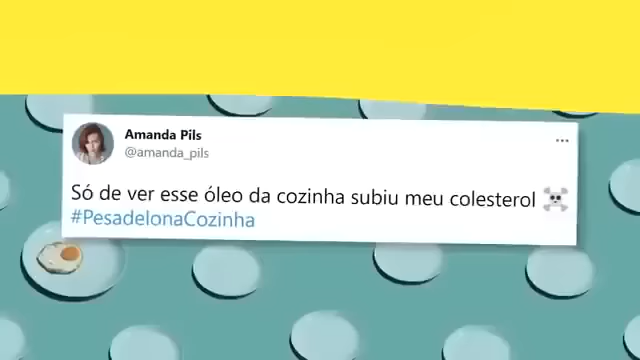 Amanda Pils
@amanda_pils
Só de ver esse óleo da cozinha subiu meu colesterol ☠️
#PesadelonaCozinha